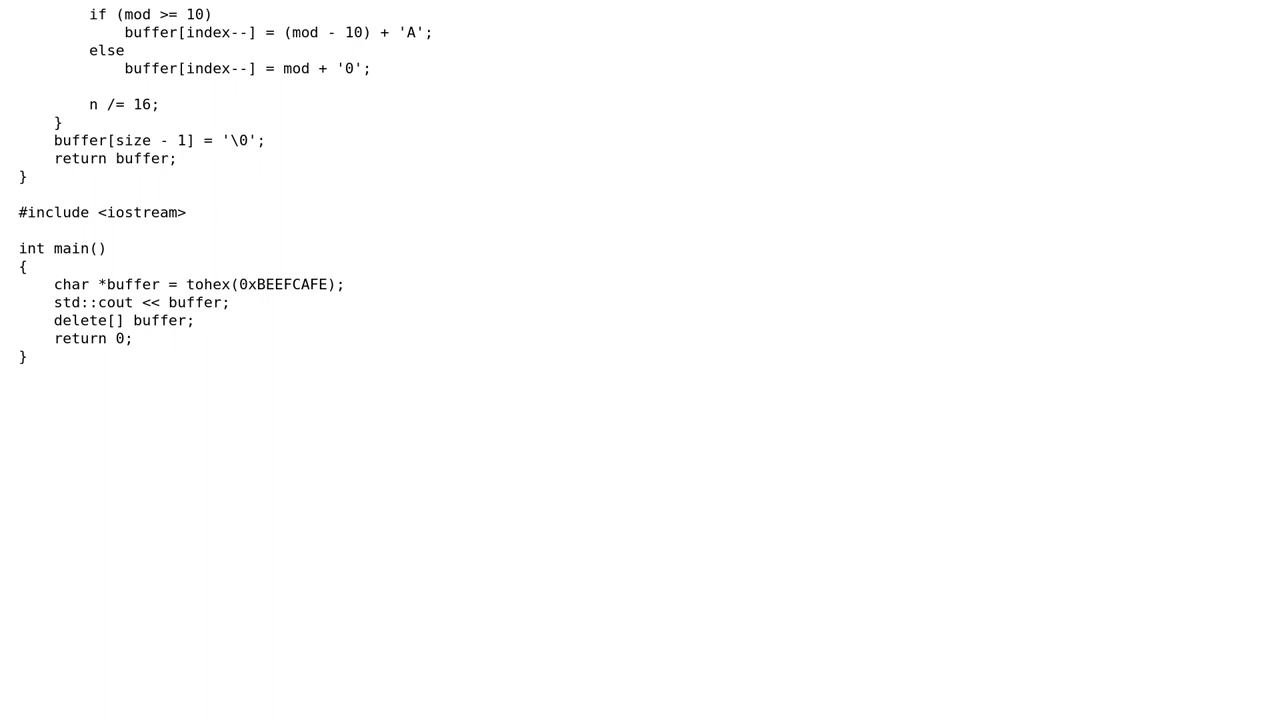 if (mod >= 10)
            buffer[index--] = (mod - 10) + 'A';
        else
            buffer[index--] = mod + '0';

        n /= 16;
    }
    buffer[size - 1] = '\0';
    return buffer;
}

#include <iostream>

int main()
{
    char *buffer = tohex(0xBEEFCAFE);
    std::cout << buffer;
    delete[] buffer;
    return 0;
}